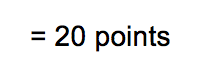 = 20 points